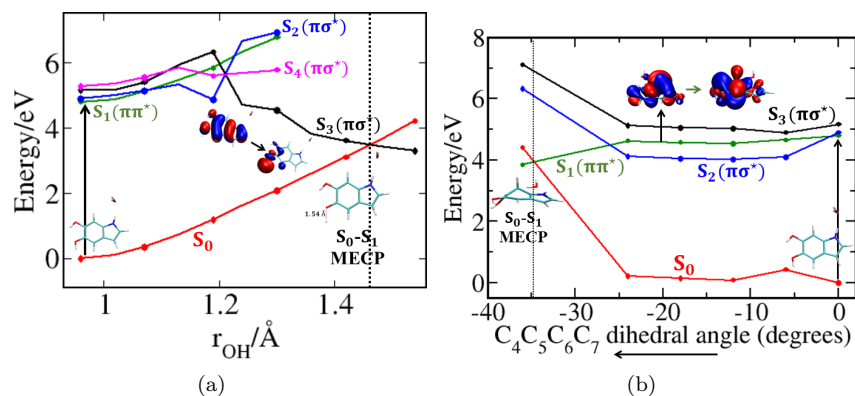 S₂(πσ*)
S₄(πσ*)
S₁(ππ*)
S₃(πσ*)
1.54 Å
S₀
S₀-S₁
MECP
Energy/eV
0
2
4
6
1
1.2
1.4
r_OH/Å
(a)
S₃(πσ*)
S₁(ππ*)
S₂(πσ*)
S₀-S₁
MECP
S₀
Energy/eV
0
2
4
6
8
-40
-30
-20
-10
0
C₄C₅C₆C₇ dihedral angle (degrees)
(b)